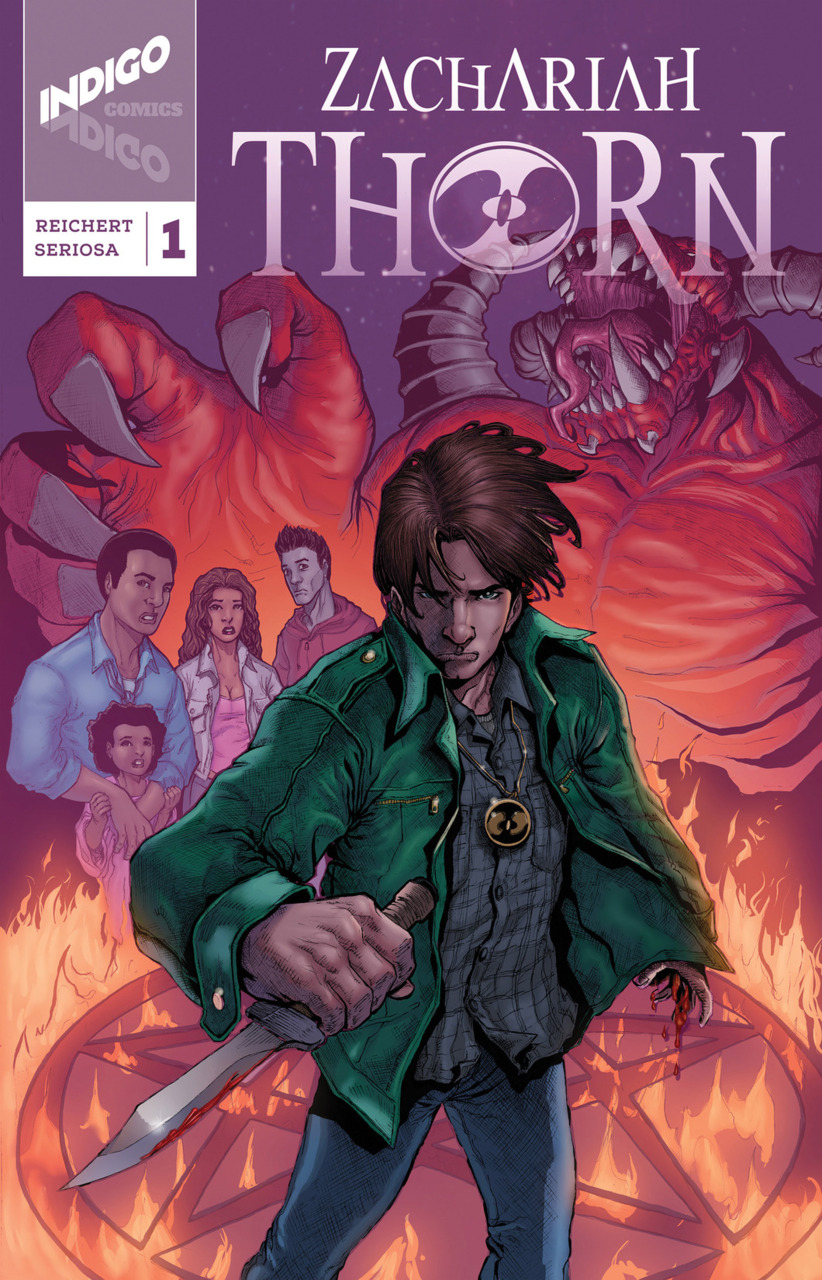 INDIGO
COMICS
INDIGO
REICHERT
SERIOSA
1
ZACHARIAH
THORN